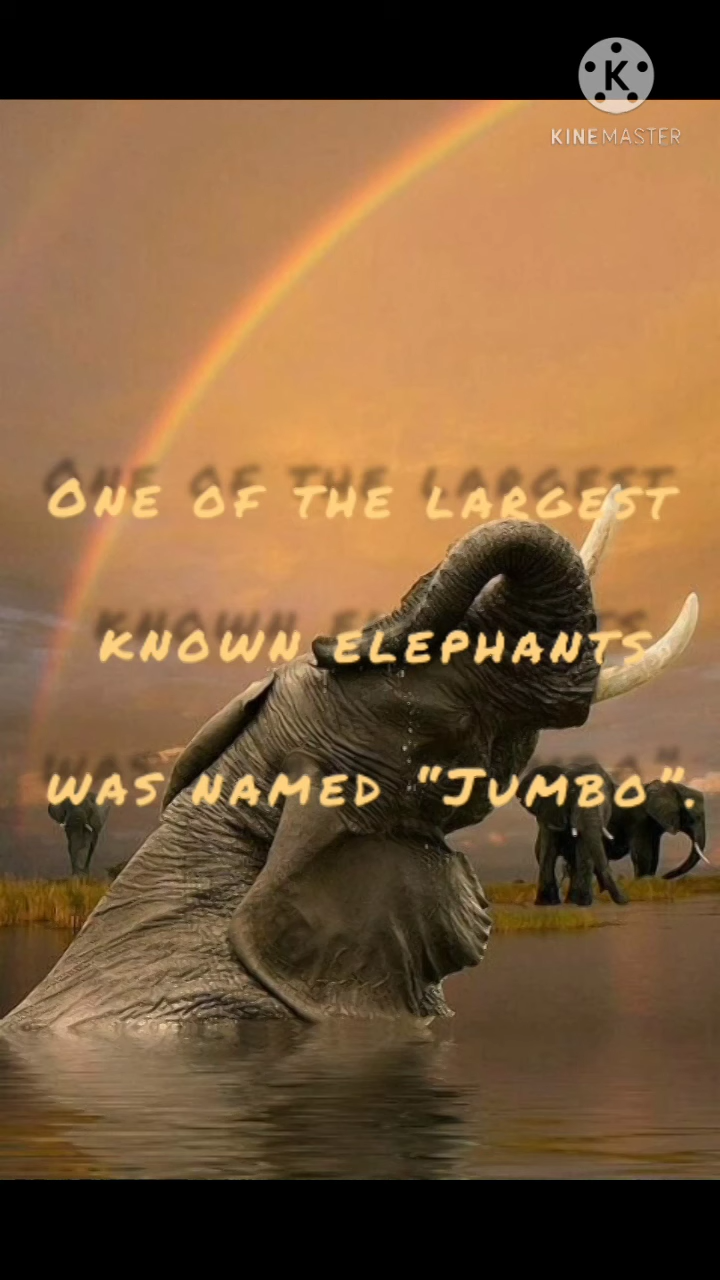 K
KINEMASTER
One of the largest
known elephants
was named "Jumbo".